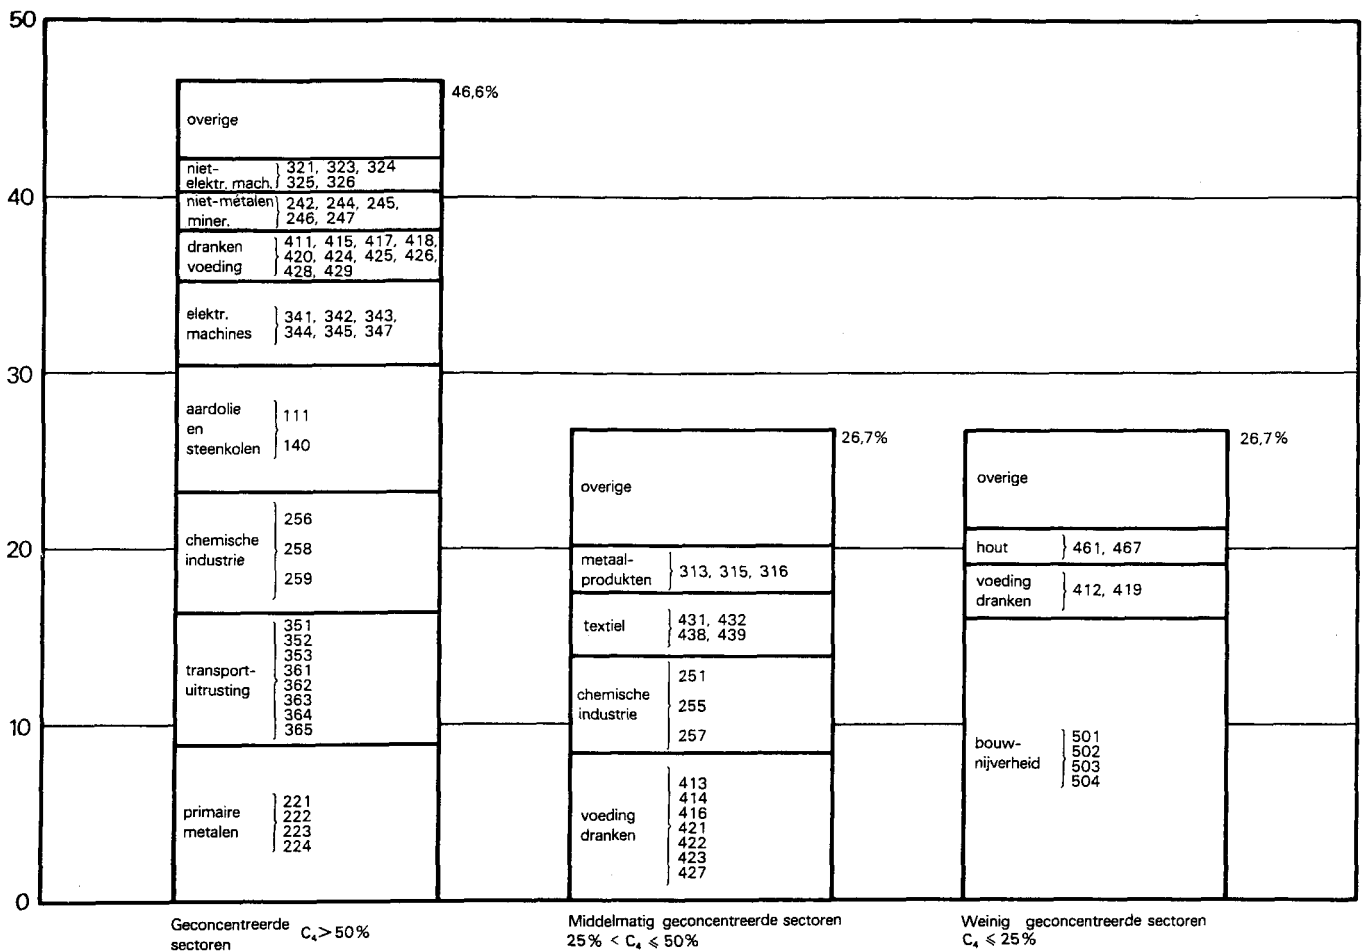 50
40
30
20
10
0
46,6%
overige
niet-
elektr. mach.
321, 323, 324
325, 326
niet-métalen
miner.
242, 244, 245,
246, 247
dranken
voeding
411, 415, 417, 418,
420, 424, 425, 426,
428, 429
elektr.
machines
341, 342, 343,
344, 345, 347
aardolie
en
steenkolen
111
140
chemische
industrie
256
258
259
transport-
uitrusting
351
352
353
361
362
363
364
365
primaire
metalen
221
222
223
224
Geconcentreerde
sectoren
C₄ > 50%
26,7%
overige
metaal-
produkten
313, 315, 316
textiel
431, 432
438, 439
chemische
industrie
251
255
257
voeding
dranken
413
414
416
421
422
423
427
Middelmatig geconcentreerde sectoren
25% < C₄ ⩽ 50%
26,7%
overige
hout
461, 467
voeding
dranken
412, 419
bouw-
nijverheid
501
502
503
504
Weinig geconcentreerde sectoren
C₄ ⩽ 25%